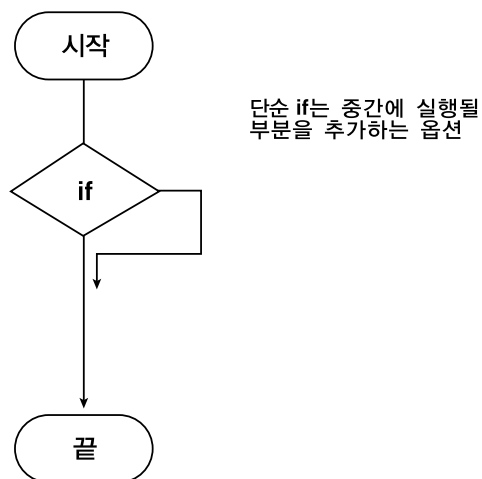 시작
단순 if는 중간에 실행될
부분을 추가하는 옵션
if
끝